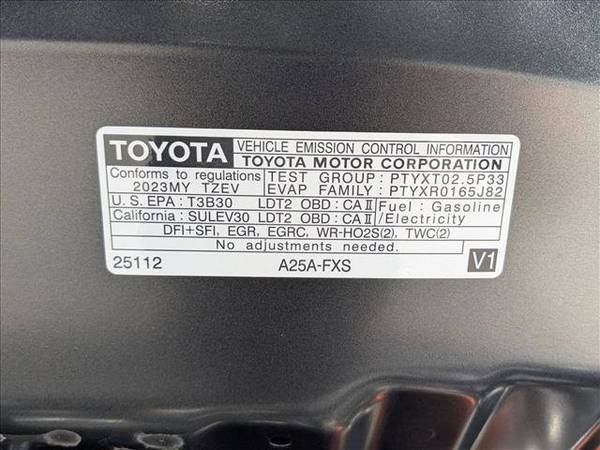 TOYOTA VEHICLE EMISSION CONTROL INFORMATION
TOYOTA MOTOR CORPORATION
Conforms to regulations TEST GROUP : PTYXT02.5P33
2023MY TZEV EVAP FAMILY : PTYXR0165J82
U.S. EPA : T3B30 LDT2 OBD : CAⅡ Fuel : Gasoline
California : SULEV30 LDT2 OBD : CAⅡ /Electricity
DFI+SFI, EGR, EGRC, WR-HO2S(2), TWC(2)
No adjustments needed.
25112 A25A-FXS V1